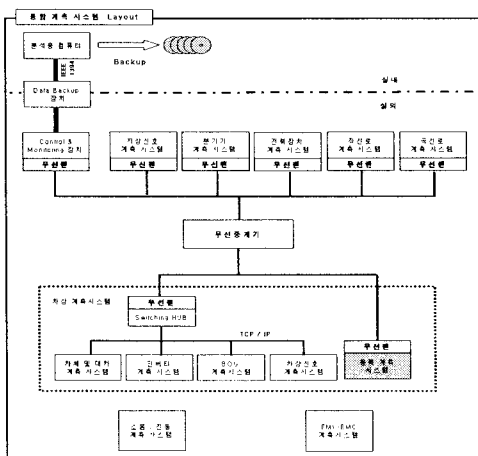 통합 계측 시스템 Layout
분석용 컴퓨터
Backup
IEEE
1394
Data Backup
장치
실내
실외
Control &
Monitoring 장치
무선랜
지상신호
계측 시스템
무선랜
분기기
계측 시스템
무선랜
전력장치
계측 시스템
무선랜
직선로
계측 시스템
무선랜
곡선로
계측 시스템
무선랜
무선중계기
차상 계측시스템
무선랜
Switching HUB
TCP / IP
차체 및 대차
계측 시스템
인버터
계측 시스템
계측 시스템
차상신호
계측 시스템
무선랜
계측
시스템
소음, 진동
계측 시스템
EMI/EMC
계측시스템